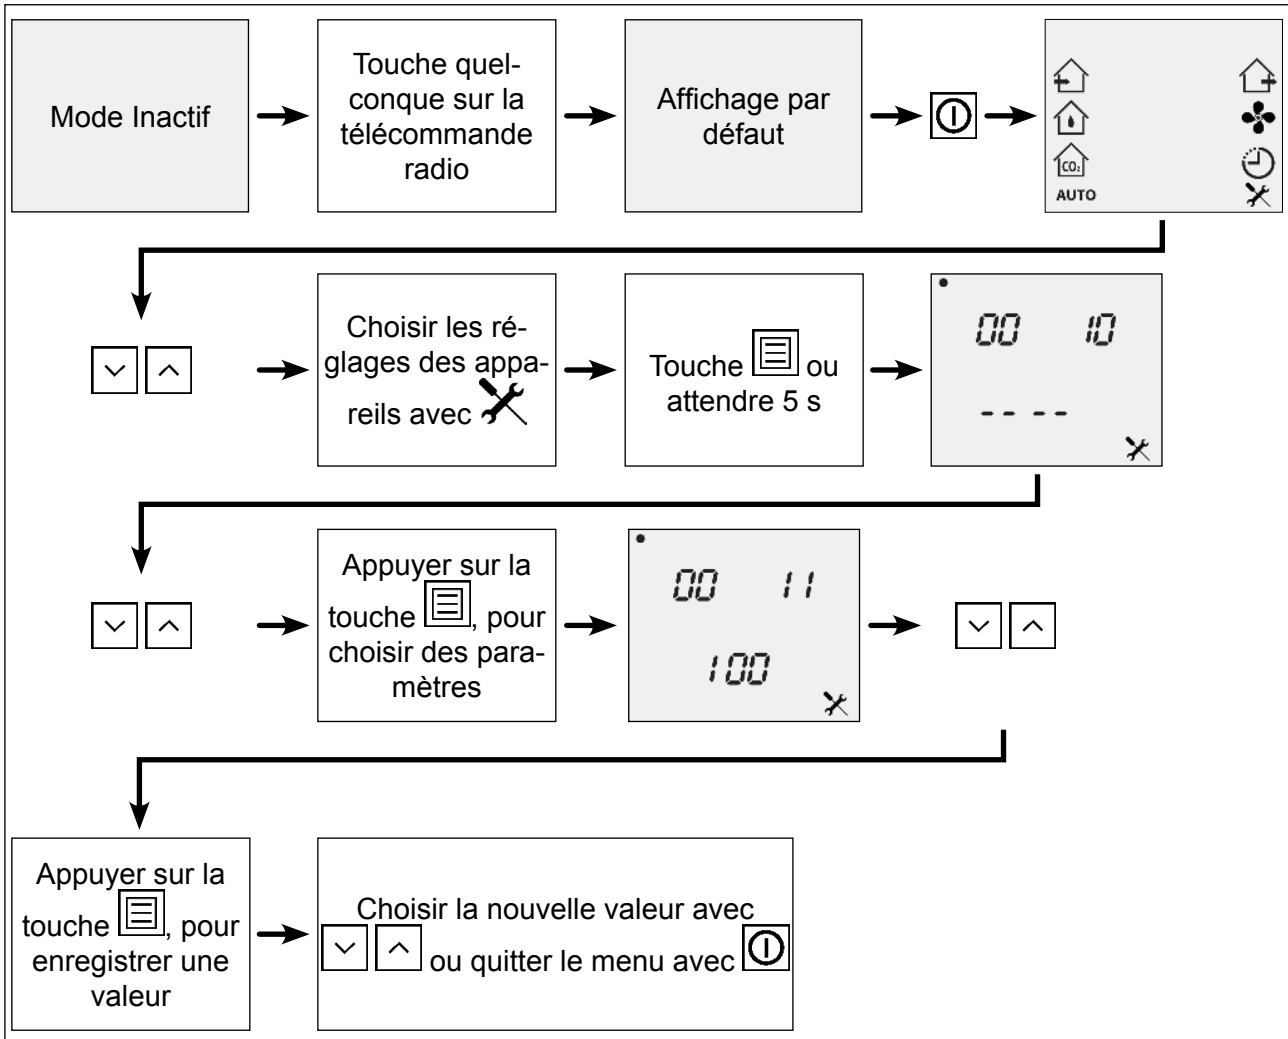 Mode Inactif
Touche quel-
conque sur la
télécommande
radio
Affichage par
défaut
CO₂
AUTO
Choisir les ré-
glages des appa-
reils avec
Touche ou
attendre 5 s
00 10
- - - -
Appuyer sur la
touche , pour
choisir des para-
mètres
00 11
100
Appuyer sur la
touche , pour
enregistrer une
valeur
Choisir la nouvelle valeur avec
ou quitter le menu avec